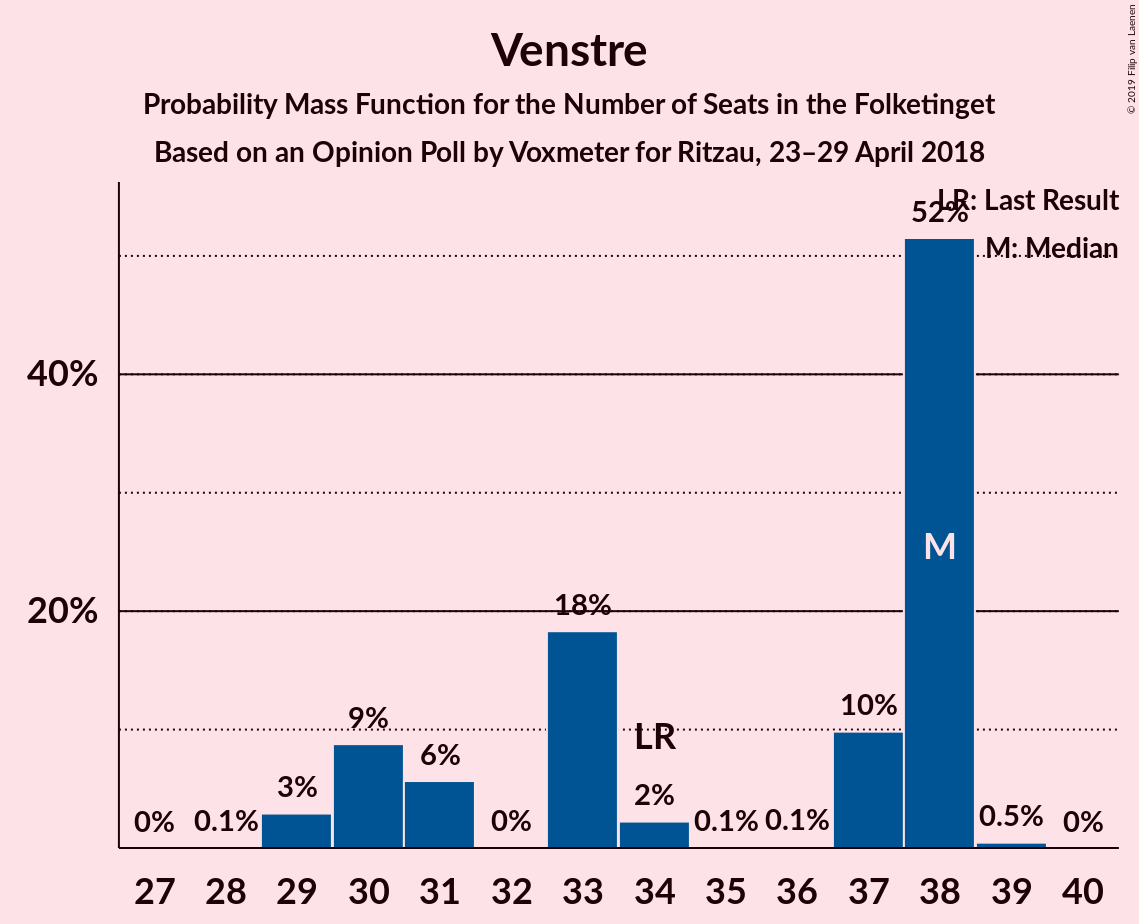 Venstre
Probability Mass Function for the Number of Seats in the Folketinget
Based on an Opinion Poll by Voxmeter for Ritzau, 23–29 April 2018
© 2019 Filip van Laenen
LR: Last Result
M: Median
40%
20%
0%
0.1%
3%
9%
6%
0%
18%
LR
2%
0.1%
0.1%
10%
52%
M
0.5%
0%
27 28 29 30 31 32 33 34 35 36 37 38 39 40